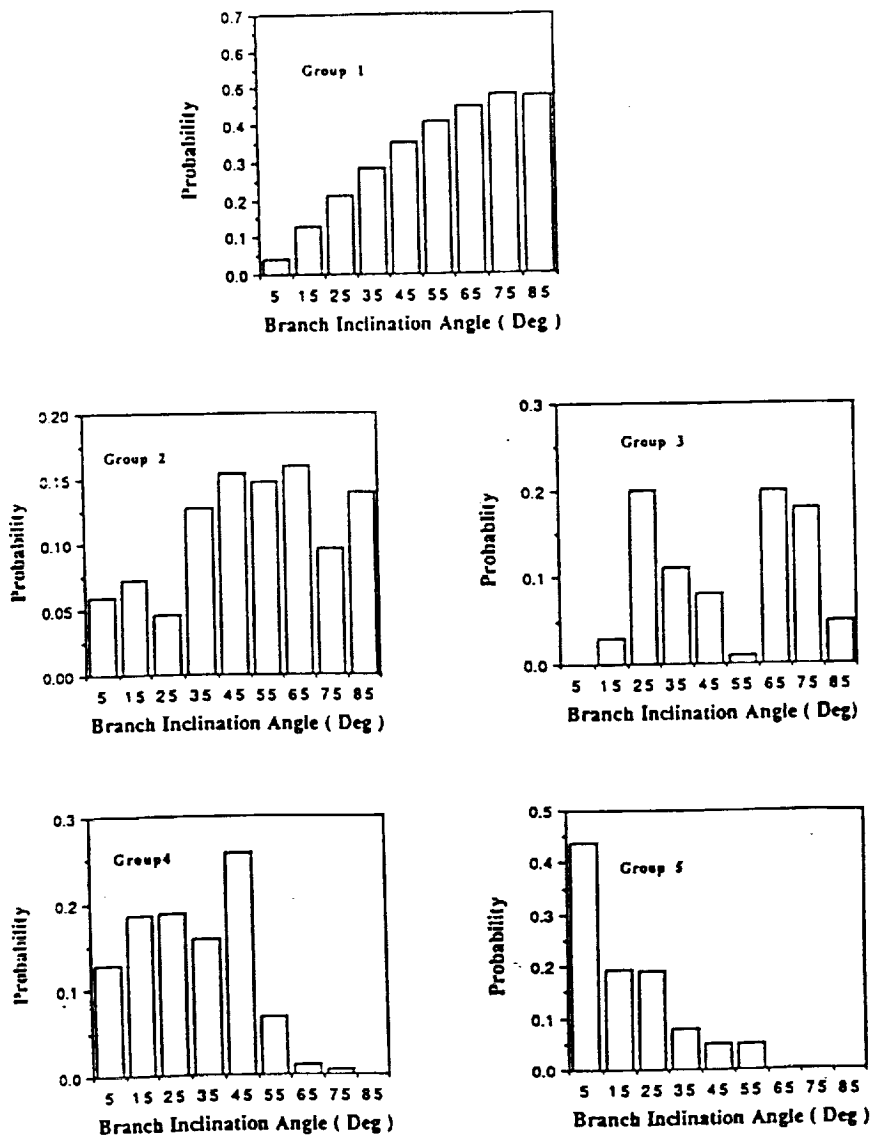 0.7
0.6
0.5
0.4
0.3
0.2
0.1
0.0
Probability
Group 1
5 15 25 35 45 55 65 75 85
Branch Inclination Angle ( Deg )
0.20
0.15
0.10
0.05
0.00
Probability
Group 2
5 15 25 35 45 55 65 75 85
Branch Inclination Angle ( Deg )
0.3
0.2
0.1
0.0
Probablity
Group 3
5 15 25 35 45 55 65 75 85
Branch Inclination Angle ( Deg)
0.3
0.2
0.1
0.0
Probability
Group4
5 15 25 35 45 55 65 75 85
Branch Inclination Angle ( Deg )
0.5
0.4
0.3
0.2
0.1
0.0
Probability
Group 5
5 15 25 35 45 55 65 75 85
Branch Inclination Angle ( Deg )